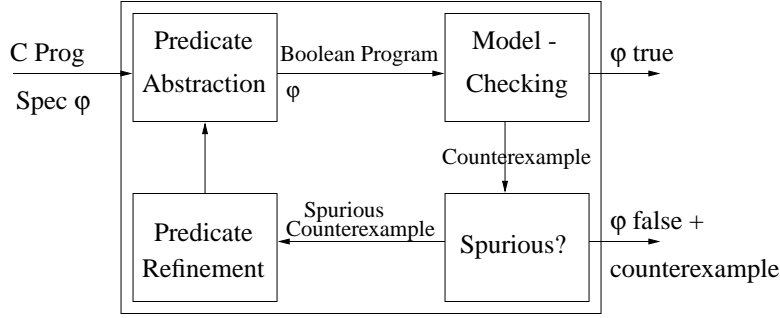 C Prog
Spec φ
Predicate
Abstraction
Boolean Program
φ
Model -
Checking
φ true
Counterexample
Predicate
Refinement
Spurious
Counterexample
Spurious?
φ false +
counterexample